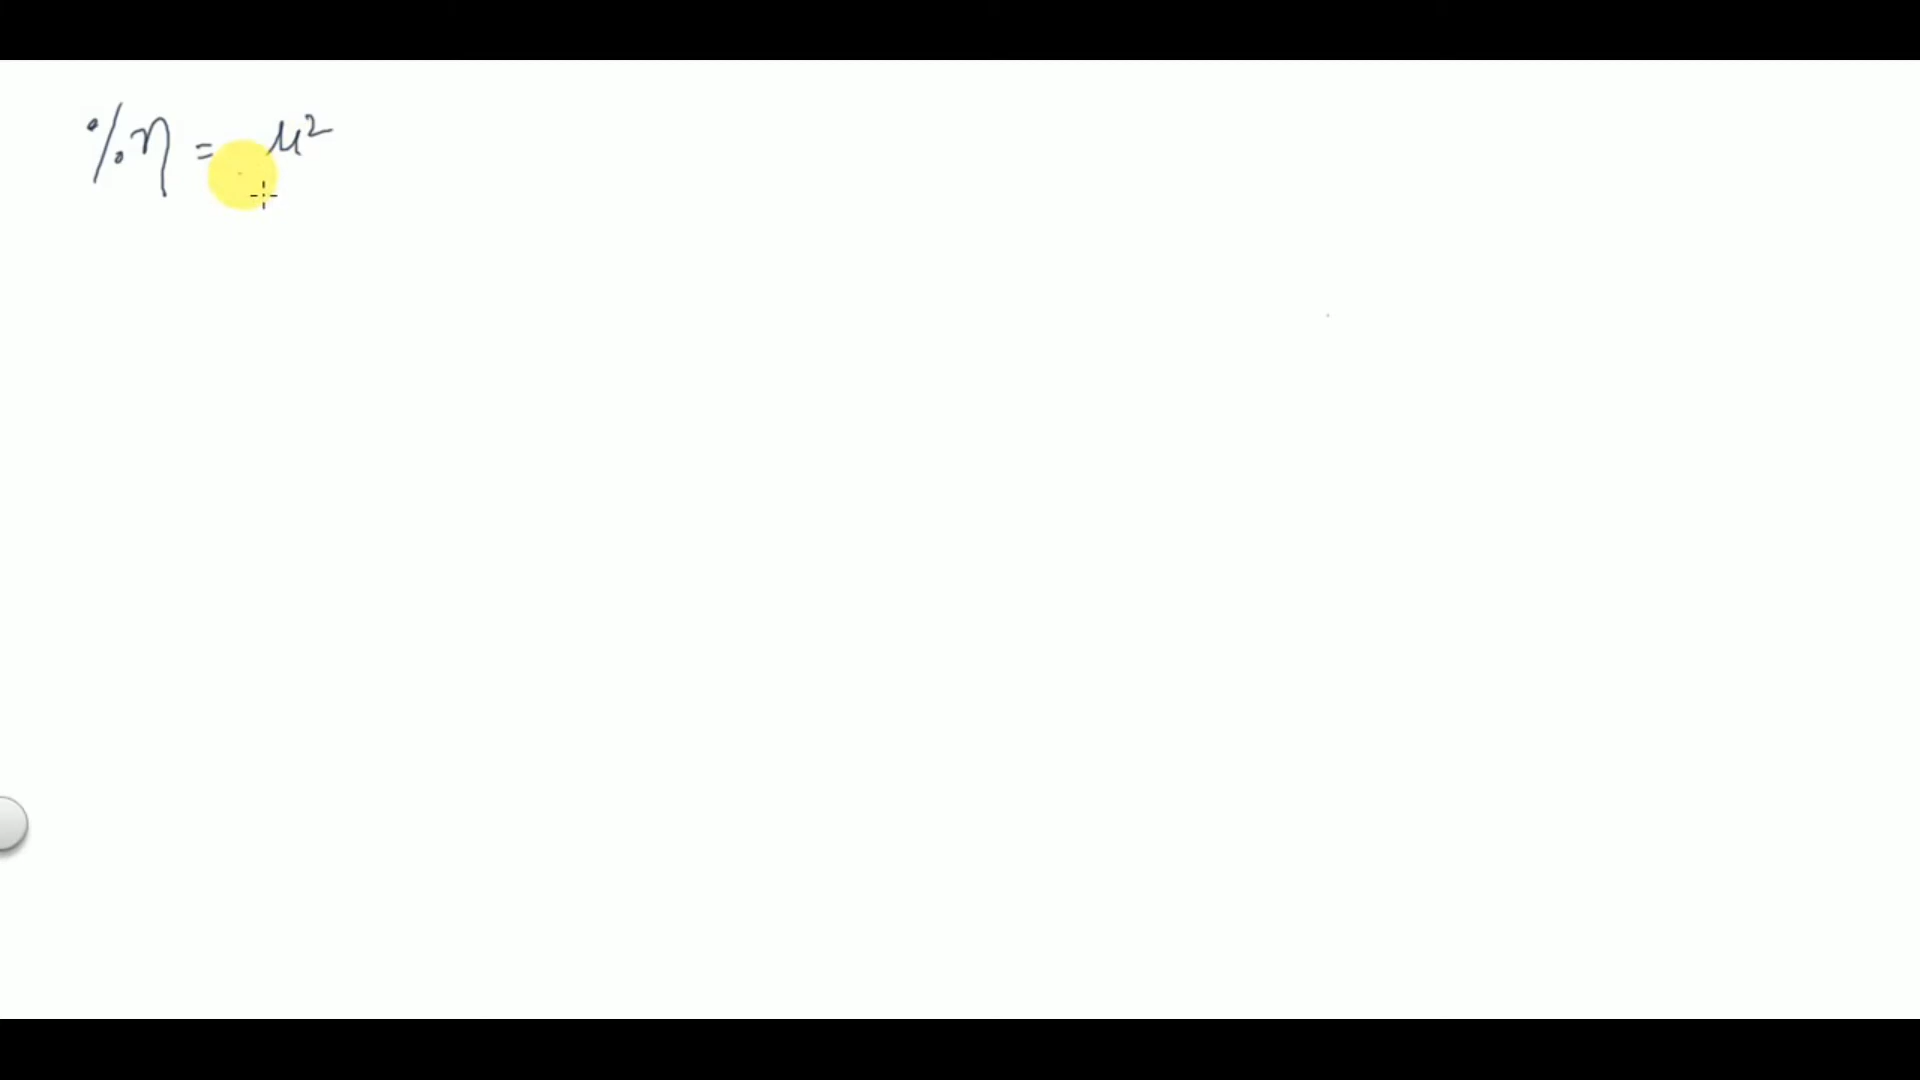 %η = μ²